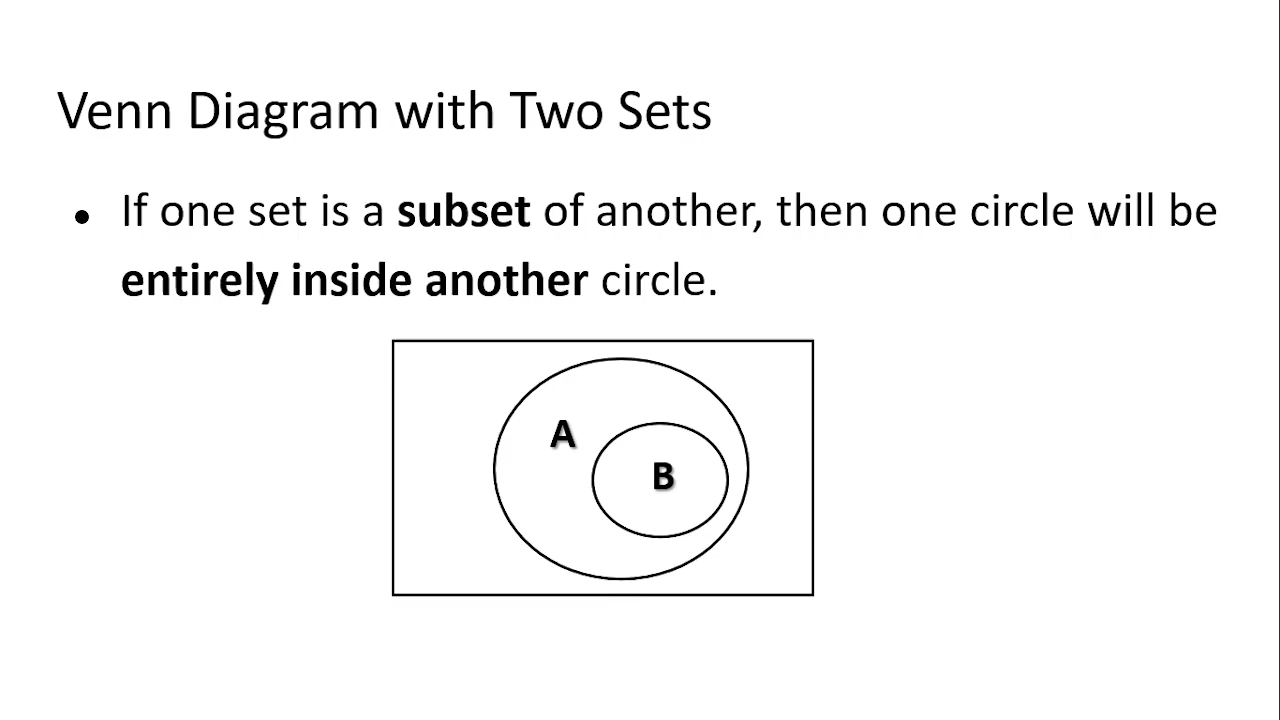 Venn Diagram with Two Sets
• If one set is a subset of another, then one circle will be
entirely inside another circle.
A
B